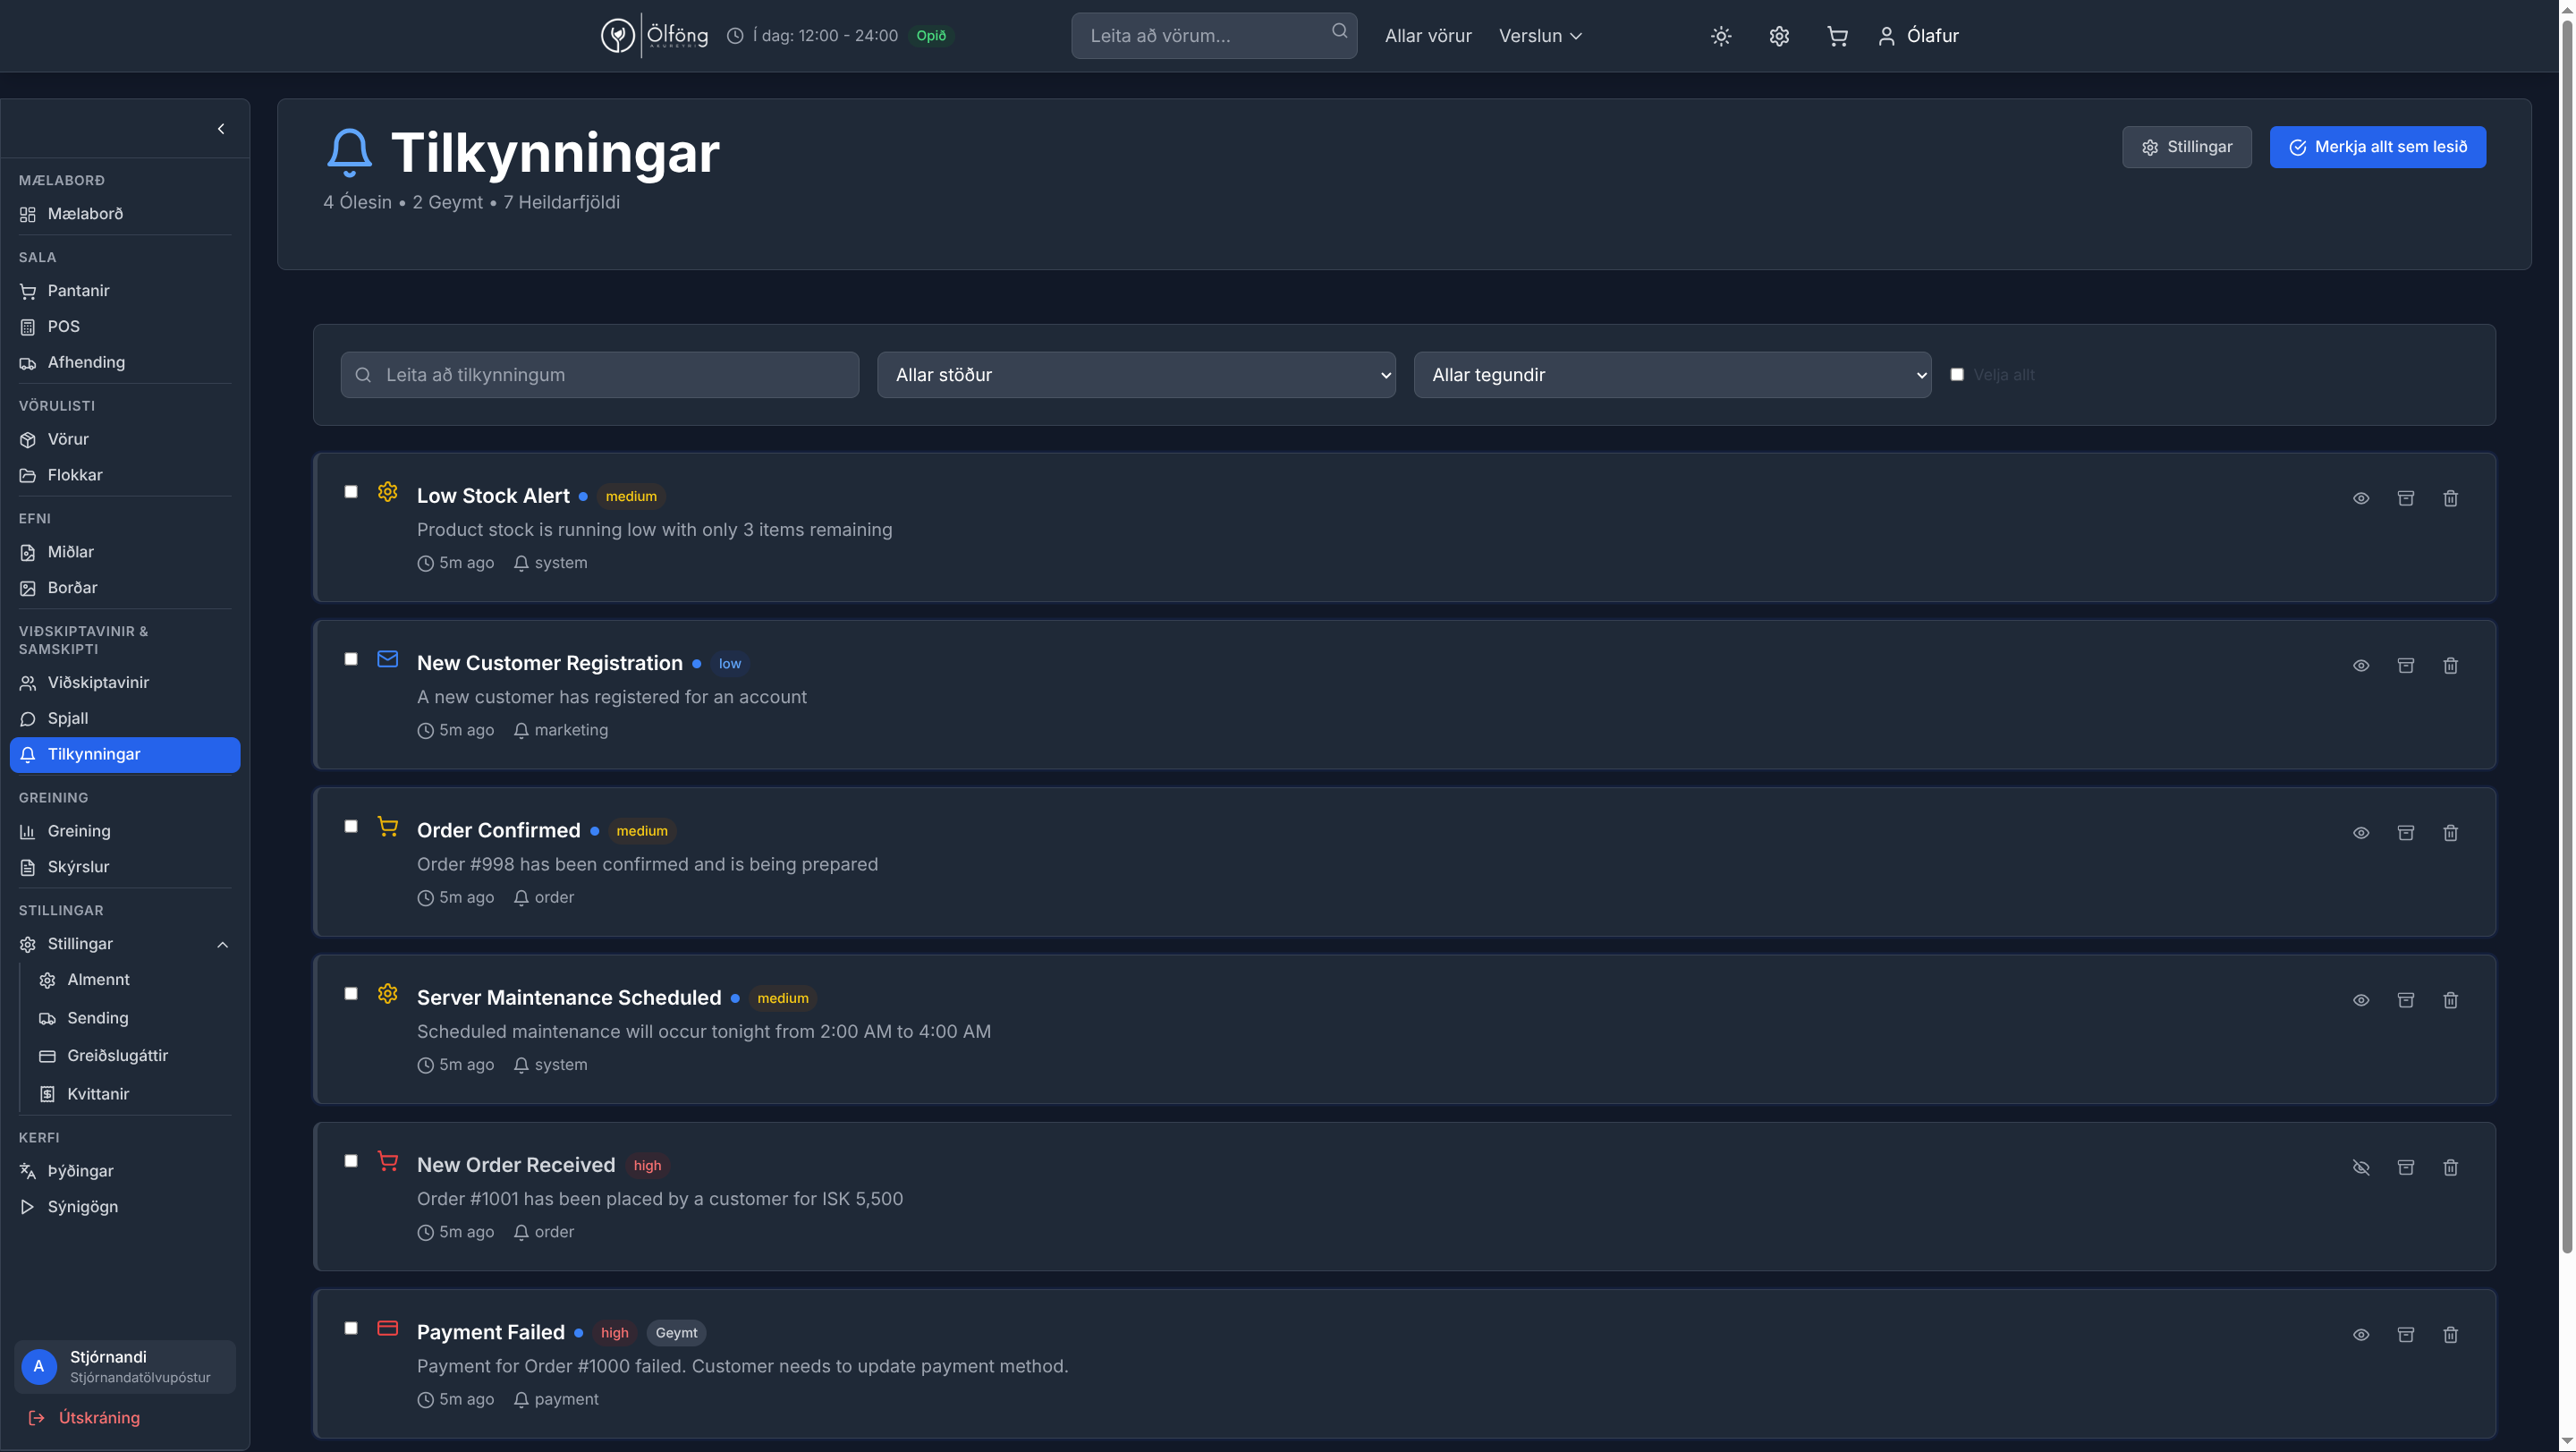 Ölföng
AKUREYRI
Í dag: 12:00 - 24:00
Opið
Leita að vörum...
Allar vörur
Verslun
Ólafur
MÆLABORÐ
Mælaborð
SALA
Pantanir
POS
Afhending
VÖRULISTI
Vörur
Flokkar
EFNI
Miðlar
Borðar
VIÐSKIPTAVINIR &
SAMSKIPTI
Viðskiptavinir
Spjall
Tilkynningar
GREINING
Greining
Skýrslur
STILLINGAR
Stillingar
Almennt
Sending
Greiðslugáttir
Kvittanir
KERFI
Þýðingar
Sýnigögn
A
Stjórnandi
Stjórnandatölvupóstur
Útskráning
Tilkynningar
4 Ólesin • 2 Geymt • 7 Heildarfjöldi
Stillingar
Merkja allt sem lesið
Leita að tilkynningum
Allar stöður
Allar tegundir
Velja allt
Low Stock Alert
medium
Product stock is running low with only 3 items remaining
5m ago
system
New Customer Registration
low
A new customer has registered for an account
5m ago
marketing
Order Confirmed
medium
Order #998 has been confirmed and is being prepared
5m ago
order
Server Maintenance Scheduled
medium
Scheduled maintenance will occur tonight from 2:00 AM to 4:00 AM
5m ago
system
New Order Received
high
Order #1001 has been placed by a customer for ISK 5,500
5m ago
order
Payment Failed
high
Geymt
Payment for Order #1000 failed. Customer needs to update payment method.
5m ago
payment